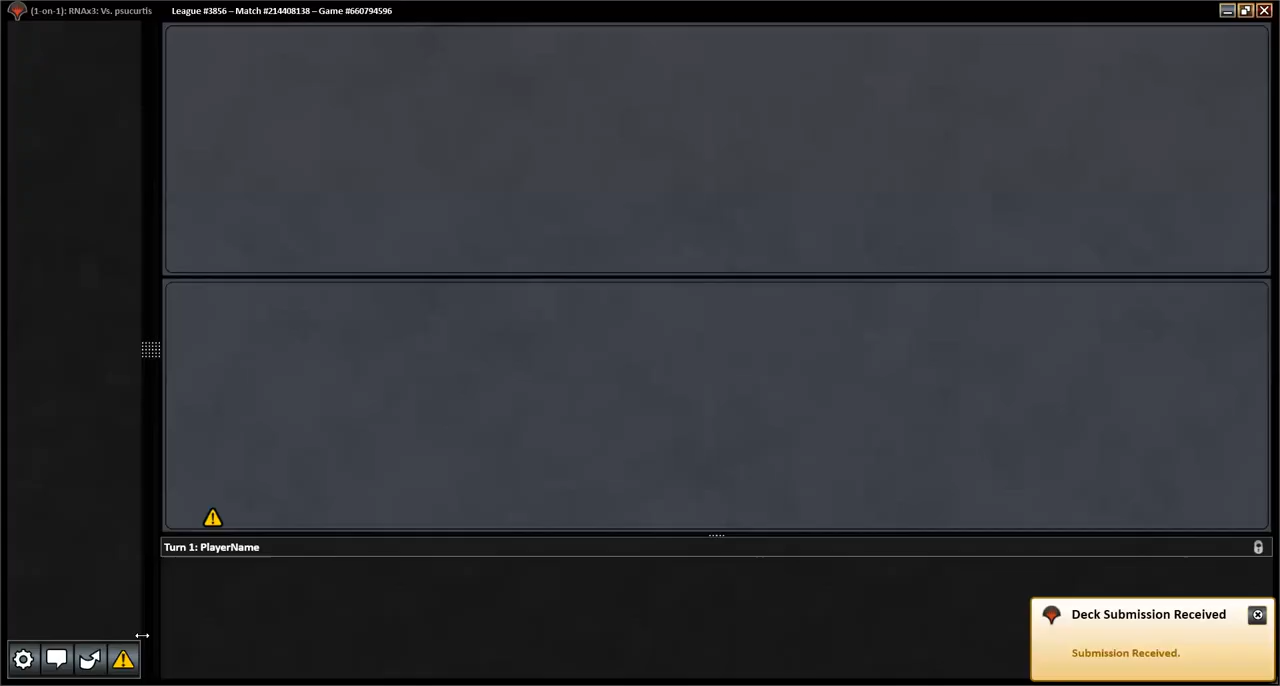 (1-on-1): RNAx3: Vs. psucurtis
League #3856 – Match #214408138 – Game #660794596
Turn 1: PlayerName
Deck Submission Received
Submission Received.